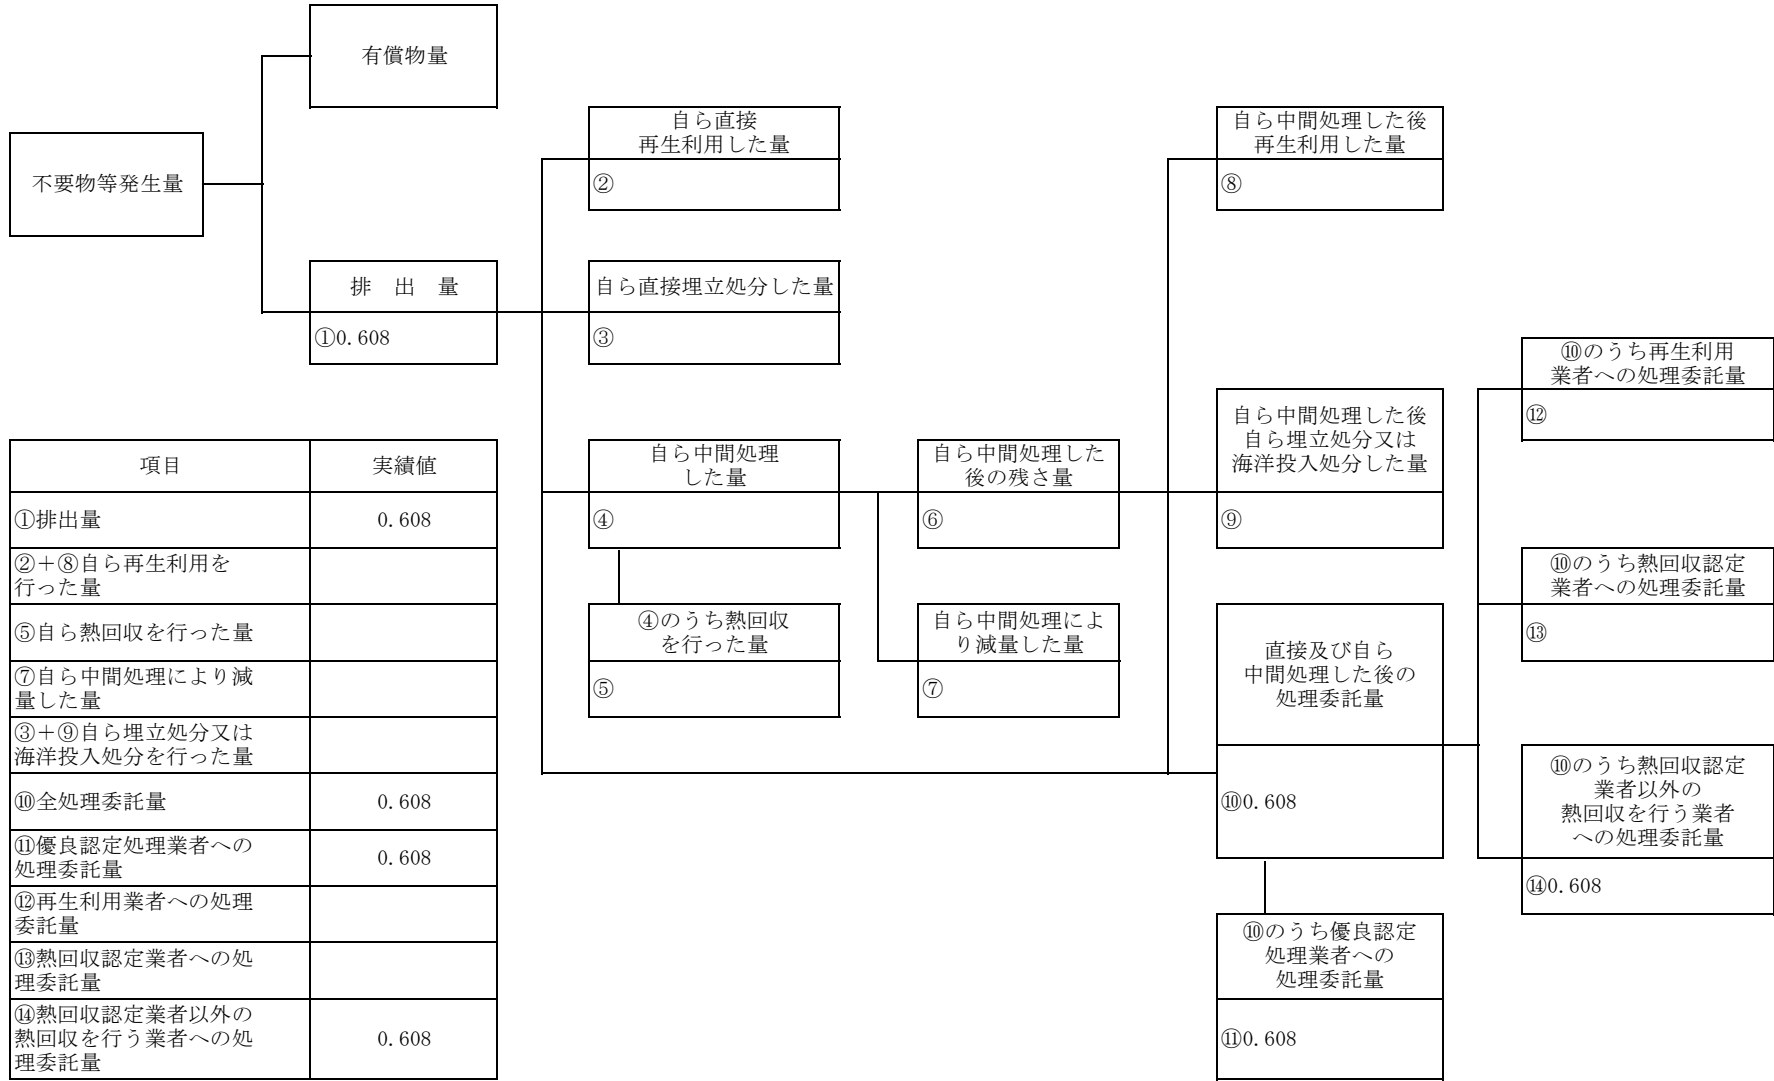 有償物量
不要物等発生量
排 出 量
①0.608
自ら直接
再生利用した量
②
自ら直接埋立処分した量
③
自ら中間処理
した量
④
④のうち熱回収
を行った量
⑤
自ら中間処理した
後の残さ量
⑥
自ら中間処理によ
り減量した量
⑦
自ら中間処理した後
再生利用した量
⑧
自ら中間処理した後
自ら埋立処分又は
海洋投入処分した量
⑨
直接及び自ら
中間処理した後の
処理委託量
⑩0.608
⑩のうち優良認定
処理業者への
処理委託量
⑪0.608
⑩のうち再生利用
業者への処理委託量
⑫
⑩のうち熱回収認定
業者への処理委託量
⑬
⑩のうち熱回収認定
業者以外の
熱回収を行う業者
への処理委託量
⑭0.608
項目 実績値
①排出量 0.608
②+⑧自ら再生利用を
行った量
⑤自ら熱回収を行った量
⑦自ら中間処理により減
量した量
③+⑨自ら埋立処分又は
海洋投入処分を行った量
⑩全処理委託量 0.608
⑪優良認定処理業者への
処理委託量 0.608
⑫再生利用業者への処理
委託量
⑬熱回収認定業者への処
理委託量
⑭熱回収認定業者以外の
熱回収を行う業者への処 0.608
理委託量